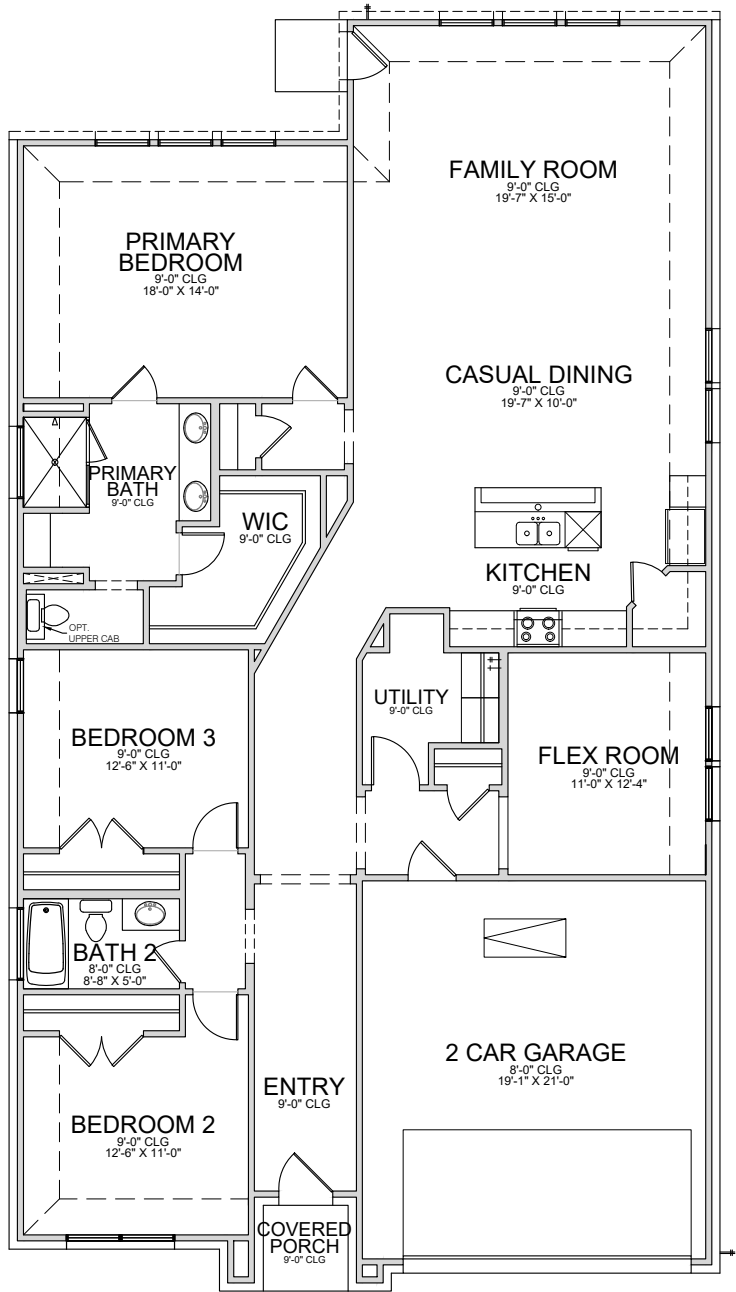 FAMILY ROOM
9'-0" CLG
19'-7" X 15'-0"
PRIMARY
BEDROOM
9'-0" CLG
18'-0" X 14'-0"
CASUAL DINING
9'-0" CLG
19'-7" X 10'-0"
PRIMARY
BATH
9'-0" CLG
WIC
9'-0" CLG
KITCHEN
9'-0" CLG
OPT.
UPPER CAB
UTILITY
9'-0" CLG
BEDROOM 3
9'-0" CLG
12'-6" X 11'-0"
FLEX ROOM
9'-0" CLG
11'-0" X 12'-4"
BATH 2
8'-0" CLG
8'-8" X 5'-0"
2 CAR GARAGE
8'-0" CLG
19'-1" X 21'-0"
ENTRY
9'-0" CLG
BEDROOM 2
9'-0" CLG
12'-6" X 11'-0"
COVERED
PORCH
9'-0" CLG